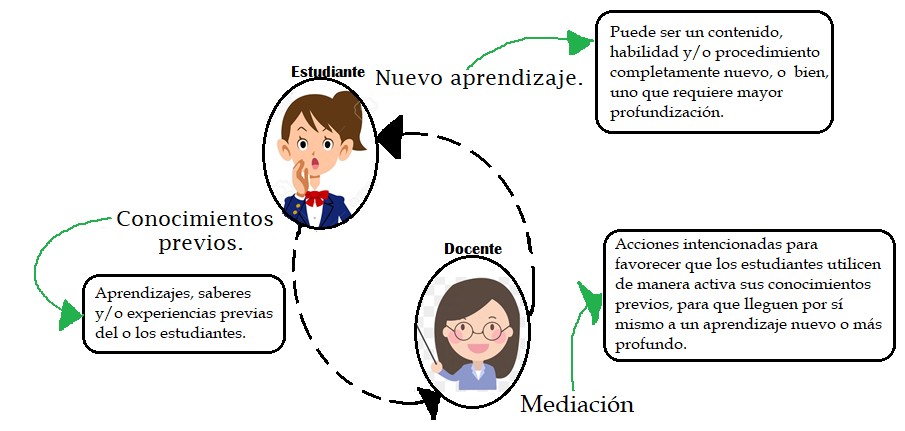 Estudiante
Nuevo aprendizaje.
Puede ser un contenido,
habilidad y/o procedimiento
completamente nuevo, o bien,
uno que requiere mayor
profundización.
Conocimientos
previos.
Aprendizajes, saberes
y/o experiencias previas
del o los estudiantes.
Docente
Acciones intencionadas para
favorecer que los estudiantes utilicen
de manera activa sus conocimientos
previos, para que lleguen por sí
mismo a un aprendizaje nuevo o más
profundo.
Mediación